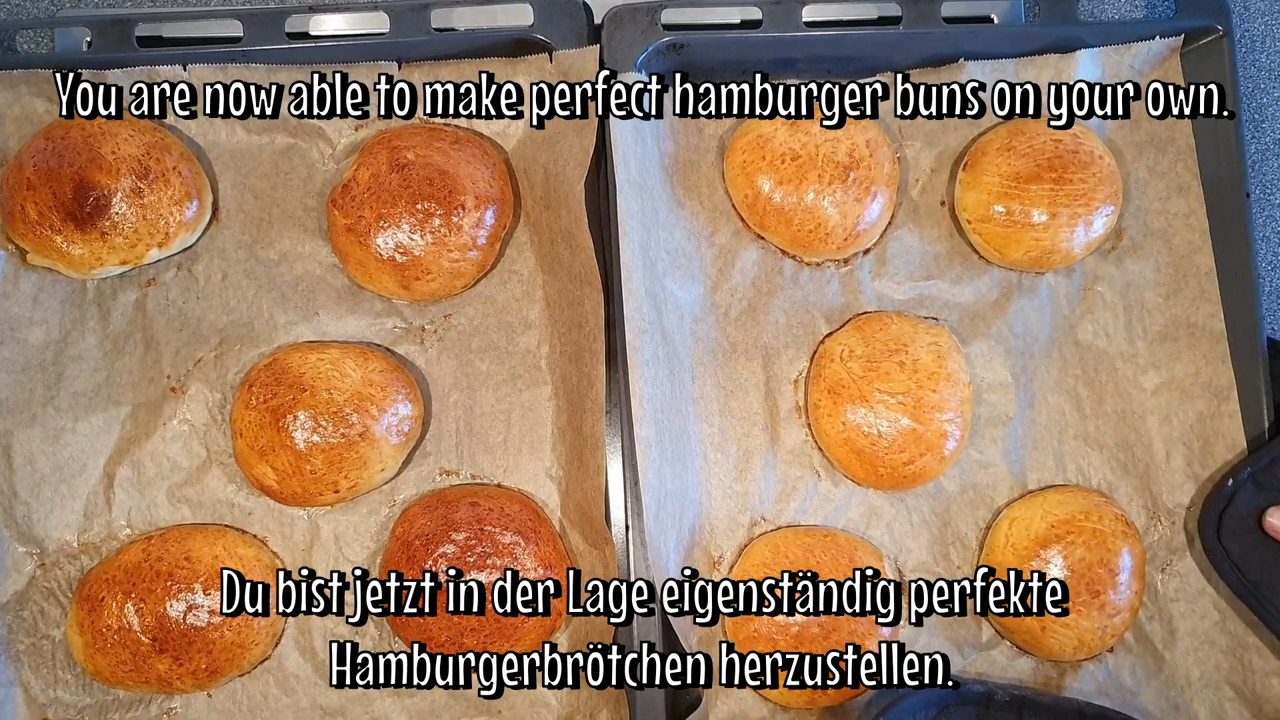 You are now able to make perfect hamburger buns on your own.
Du bist jetzt in der Lage eigenständig perfekte
Hamburgerbrötchen herzustellen.